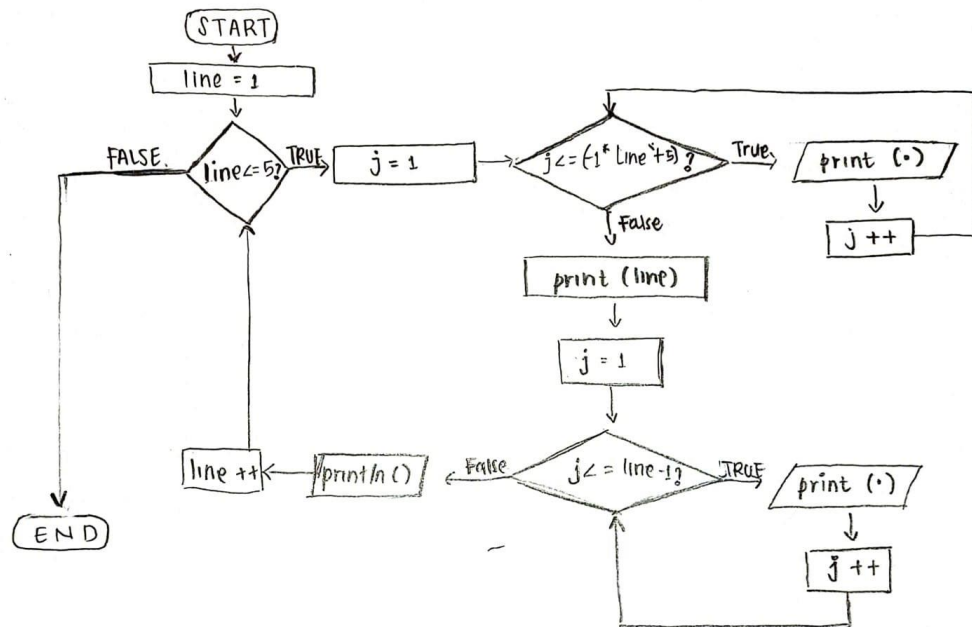 START
line = 1
line<=5?
FALSE.
TRUE
j = 1
j<=(-1* line*+5) ?
True.
print (•)
j ++
False
print (line)
j = 1
j<= line-1?
TRUE
print (•)
j ++
False
println ()
line ++
END